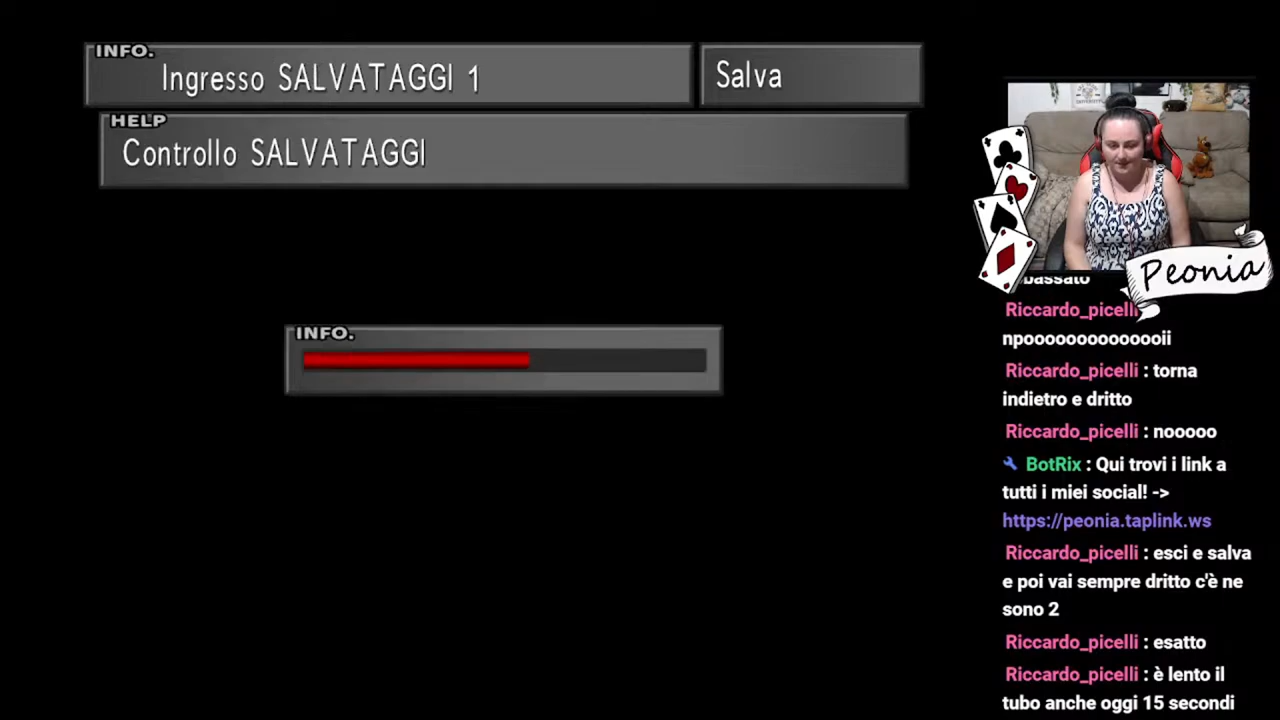 INFO.
Ingresso SALVATAGGI 1
Salva
HELP
Controllo SALVATAGGI
INFO.
Peonia
Riccardo_picelli
npoooooooooooooii
Riccardo_picelli : torna
indietro e dritto
Riccardo_picelli : nooooo
BotRix : Qui trovi i link a
tutti i miei social! ->
https://peonia.taplink.ws
Riccardo_picelli : esci e salva
e poi vai sempre dritto c'è ne
sono 2
Riccardo_picelli : esatto
Riccardo_picelli : è lento il
tubo anche oggi 15 secondi